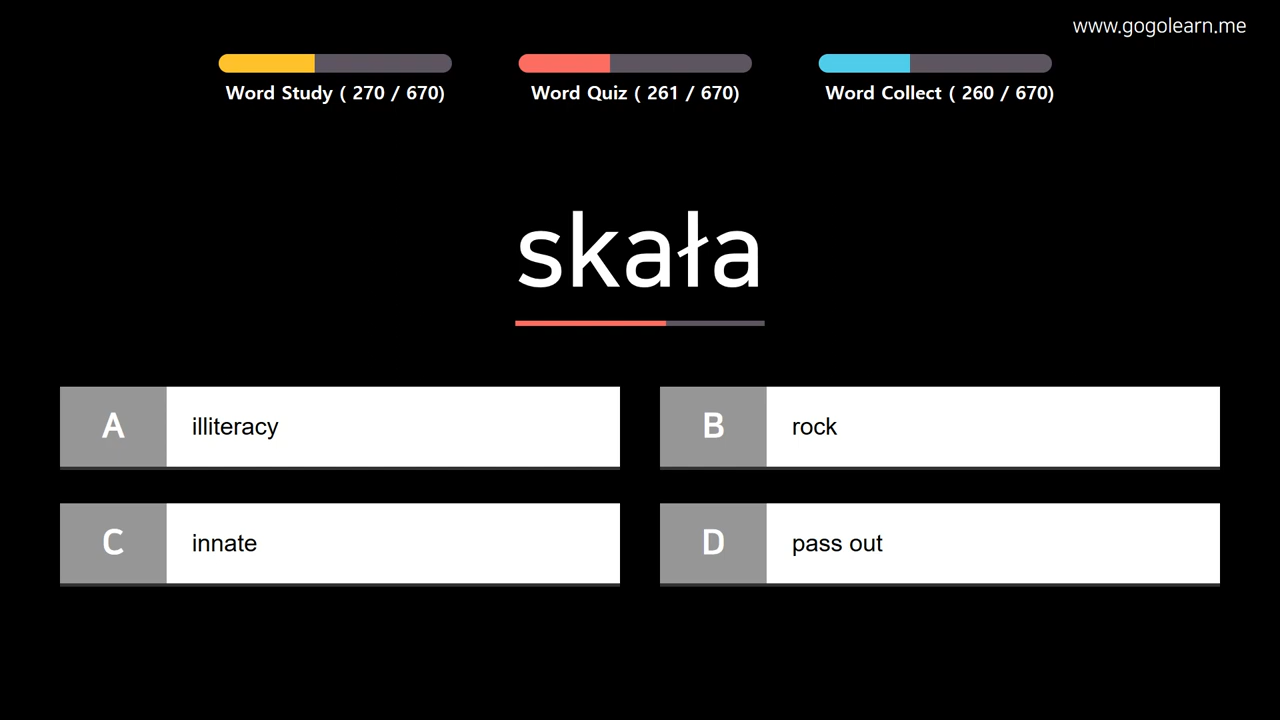 www.gogolearn.me
Word Study ( 270 / 670)
Word Quiz ( 261 / 670)
Word Collect ( 260 / 670)
skała
A
illiteracy
B
rock
C
innate
D
pass out